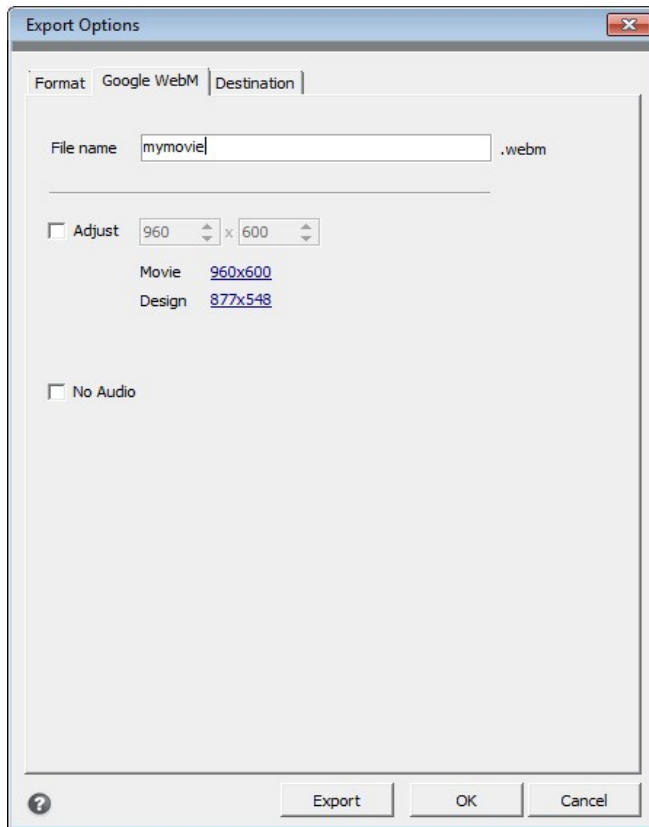 Export Options
Format Google WebM Destination
File name mymovie .webm
Adjust 960 x 600
Movie 960x600
Design 877x548
No Audio
? Export OK Cancel